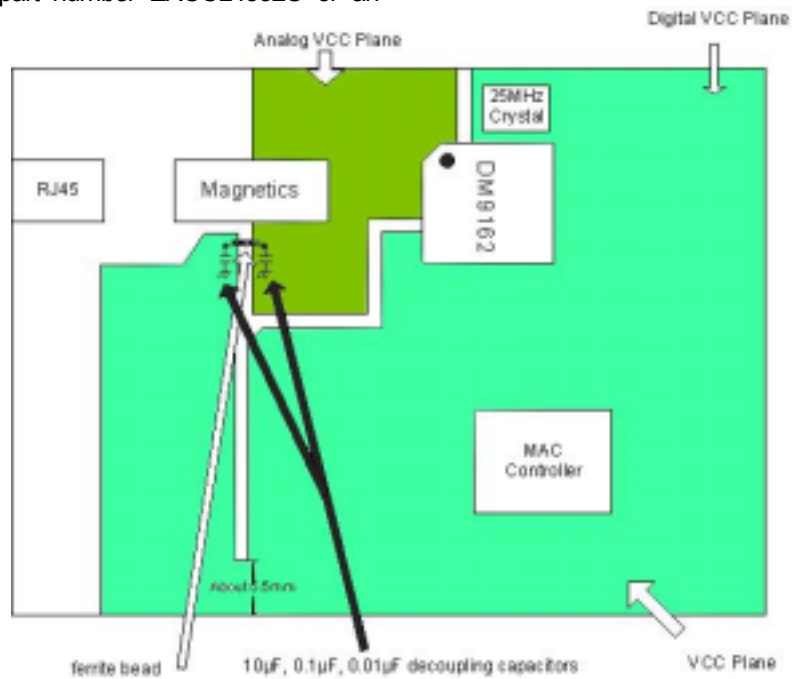 part number
or an
Digital VCC Plane
Analog VCC Plane
25MHz
Crystal
RJ45
Magnetics
DM9162
MAC
Controller
About
ferrite bead
10µF, 0.1µF, 0.01µF decoupling capacitors
VCC Plane